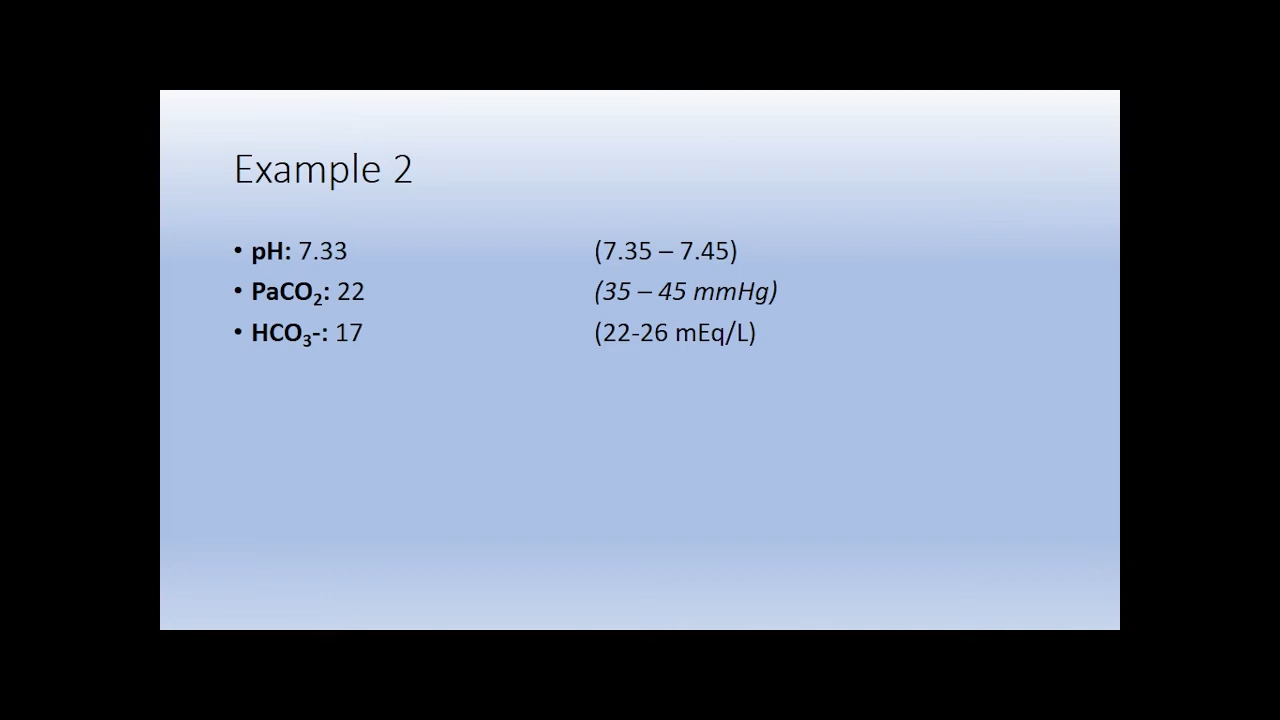 Example 2
• pH: 7.33 (7.35 – 7.45)
• PaCO₂: 22 (35 – 45 mmHg)
• HCO₃-: 17 (22-26 mEq/L)